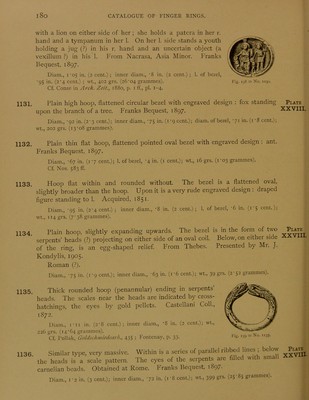 180 CATALOGUE OF FINGER RINGS.
with a lion on either side of her; she holds a patera in her r.
hand and a tympanum in her l. On her l. side stands a youth
holding a jug (?) in his r. hand and an uncertain object (a
vexillum?) in his l. From Nacrasa, Asia Minor. Franks
Bequest, 1897.
Diam., 1·05 in. (2 cent.); inner diam., ·8 in. (2 cent.); l. of bezel,
·95 in. (2·4 cent.); wt., 402 grs. (26·04 grammes).
Cf. Conze in Arch. Zeit., 1880, p. 1 ff., pl. 1-4.
Fig. 128 = No. 1130.
1131. Plain high hoop, flattened circular bezel with engraved design: fox standing
upon the branch of a tree. Franks Bequest, 1897.
PLATE
XXVIII.
Diam., ·92 in. (2·3 cent.); inner diam., ·75 in. (1·9 cent.); diam. of bezel, ·71 in. (1·8 cent.);
wt., 202 grs. (13·08 grammes).
1132. Plain thin flat hoop, flattened pointed oval bezel with engraved design: ant.
Franks Bequest, 1897.
Diam., ·67 in. (1·7 cent.); l. of bezel, ·4 in. (1 cent.); wt., 16 grs. (1·03 grammes).
Cf. Nos. 583 ff.
1133. Hoop flat within and rounded without. The bezel is a flattened oval,
slightly broader than the hoop. Upon it is a very rude engraved design: draped
figure standing to l. Acquired, 1851.
Diam., ·95 in. (2·4 cent.); inner diam., ·8 in. (2 cent.); l. of bezel, ·6 in. (1·5 cent.);
wt., 114 grs. (7·38 grammes).
1134. Plain hoop, slightly expanding upwards. The bezel is in the form of two
serpents' heads (?) projecting on either side of an oval coil. Below, on either side
of the ring, is an egg-shaped relief. From Thebes. Presented by Mr. J.
Kondylis, 1905.
PLATE
XXVIII.
Roman (?).
Diam., ·75 in. (1·9 cent.); inner diam., ·63 in. (1·6 cent.); wt., 39 grs. (2·52 grammes).
1135. Thick rounded hoop (penannular) ending in serpents'
heads. The scales near the heads are indicated by cross-
hatchings, the eyes by gold pellets. Castellani Coll.,
1872.
Diam., 1·11 in. (2·8 cent.); inner diam., ·8 in. (2 cent.); wt.,
226 grs. (14·64 grammes).
Cf. Pollak, Goldschmiedearb., 431; Fontenay, p. 33.
Fig. 129 = No. 1135.
1136. Similar type, very massive. Within is a series of parallel ribbed lines; below
the heads is a scale pattern. The eyes of the serpents are filled with small
carnelian heads. Obtained at Rome. Franks Bequest, 1897.
PLATE
XXVIII.
Diam., 1·2 in. (3 cent.); inner diam., ·72 in. (1·8 cent.); wt., 399 grs. (25·85 grammes).